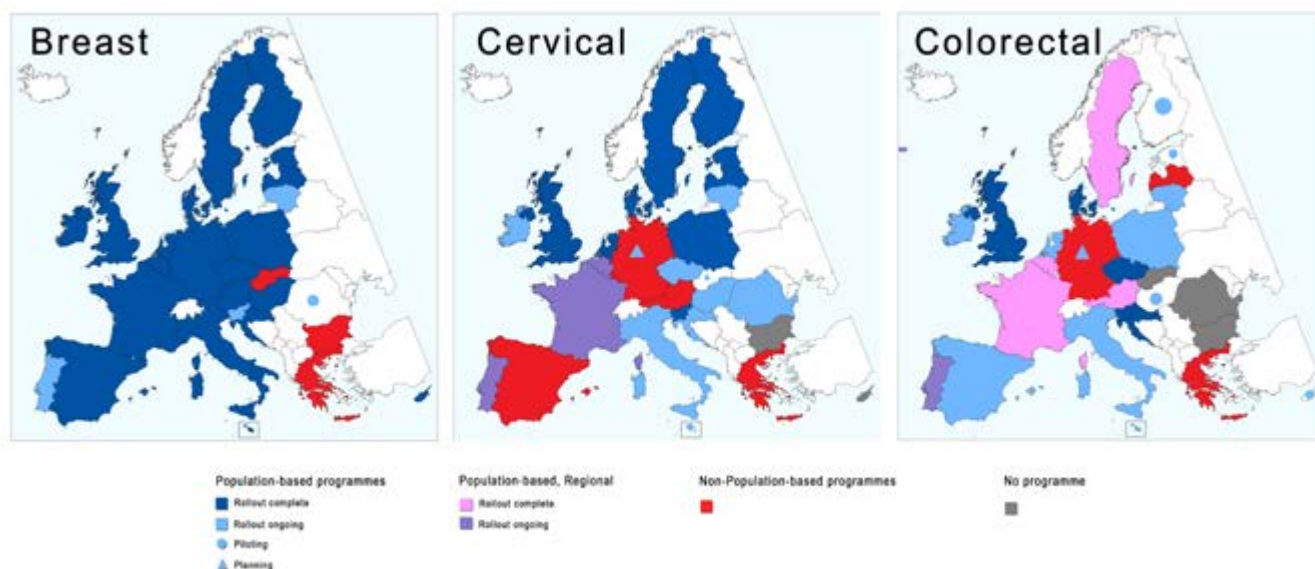 Breast
Cervical
Colorectal
Population-based programmes
Rollout complete
Rollout ongoing
Piloting
Planning
Population-based, Regional
Rollout complete
Rollout ongoing
Non-Population-based programmes
No programme